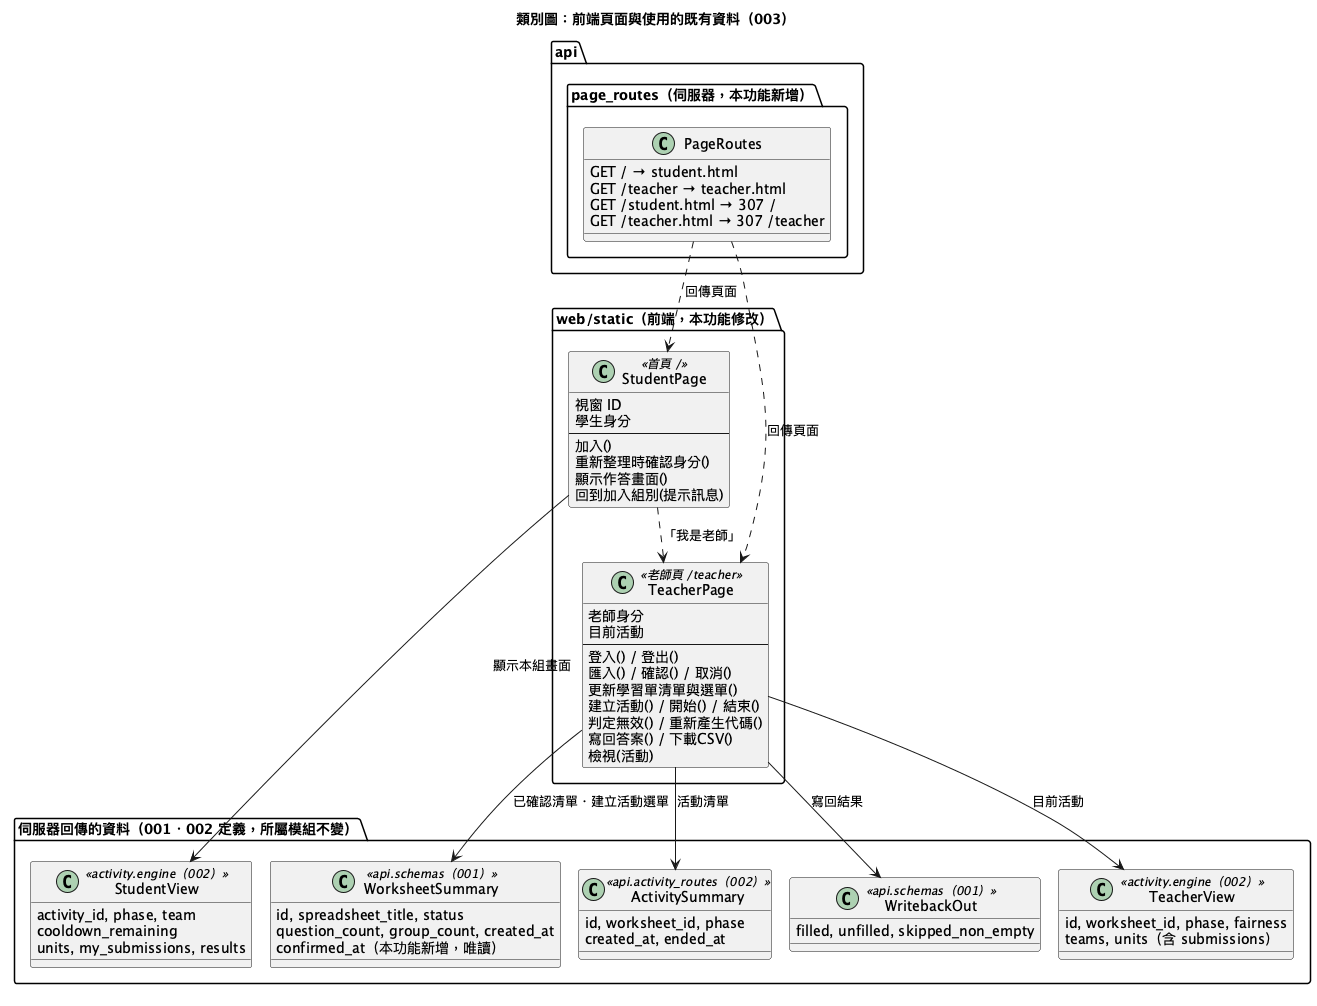 類別圖：前端頁面與使用的既有資料（003）
api
page_routes（伺服器，本功能新增）
C PageRoutes
GET / → student.html
GET /teacher → teacher.html
GET /student.html → 307 /
GET /teacher.html → 307 /teacher
回傳頁面
web/static（前端，本功能修改）
C «首頁 /»
StudentPage
視窗 ID
學生身分
加入()
重新整理時確認身分()
顯示作答畫面()
回到加入組別(提示訊息)
回傳頁面
「我是老師」
C «老師頁 /teacher»
TeacherPage
老師身分
目前活動
登入() / 登出()
匯入() / 確認() / 取消()
更新學習單清單與選單()
建立活動() / 開始() / 結束()
判定無效() / 重新產生代碼()
寫回答案() / 下載CSV()
檢視(活動)
顯示本組畫面
已確認清單．建立活動選單
活動清單
寫回結果
目前活動
伺服器回傳的資料（001．002 定義，所屬模組不變）
C «activity.engine（002）»
StudentView
activity_id, phase, team
cooldown_remaining
units, my_submissions, results
C «api.schemas（001）»
WorksheetSummary
id, spreadsheet_title, status
question_count, group_count, created_at
confirmed_at（本功能新增，唯讀）
C «api.activity_routes（002）»
ActivitySummary
id, worksheet_id, phase
created_at, ended_at
C «api.schemas（001）»
WritebackOut
filled, unfilled, skipped_non_empty
C «activity.engine（002）»
TeacherView
id, worksheet_id, phase, fairness
teams, units（含 submissions）